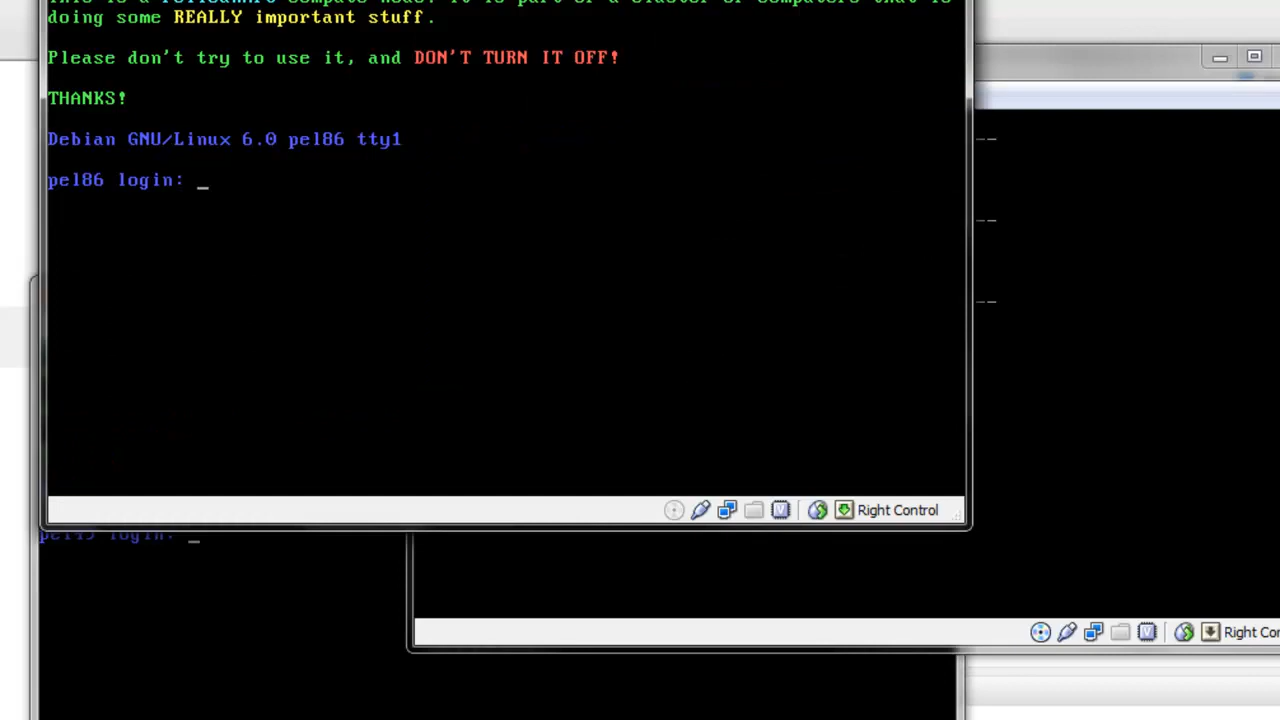 doing some REALLY important stuff.
Please don't try to use it, and DON'T TURN IT OFF!
THANKS!
Debian GNU/Linux 6.0 pel86 tty1
pel86 login: _
Right Control
login: _
Right Co